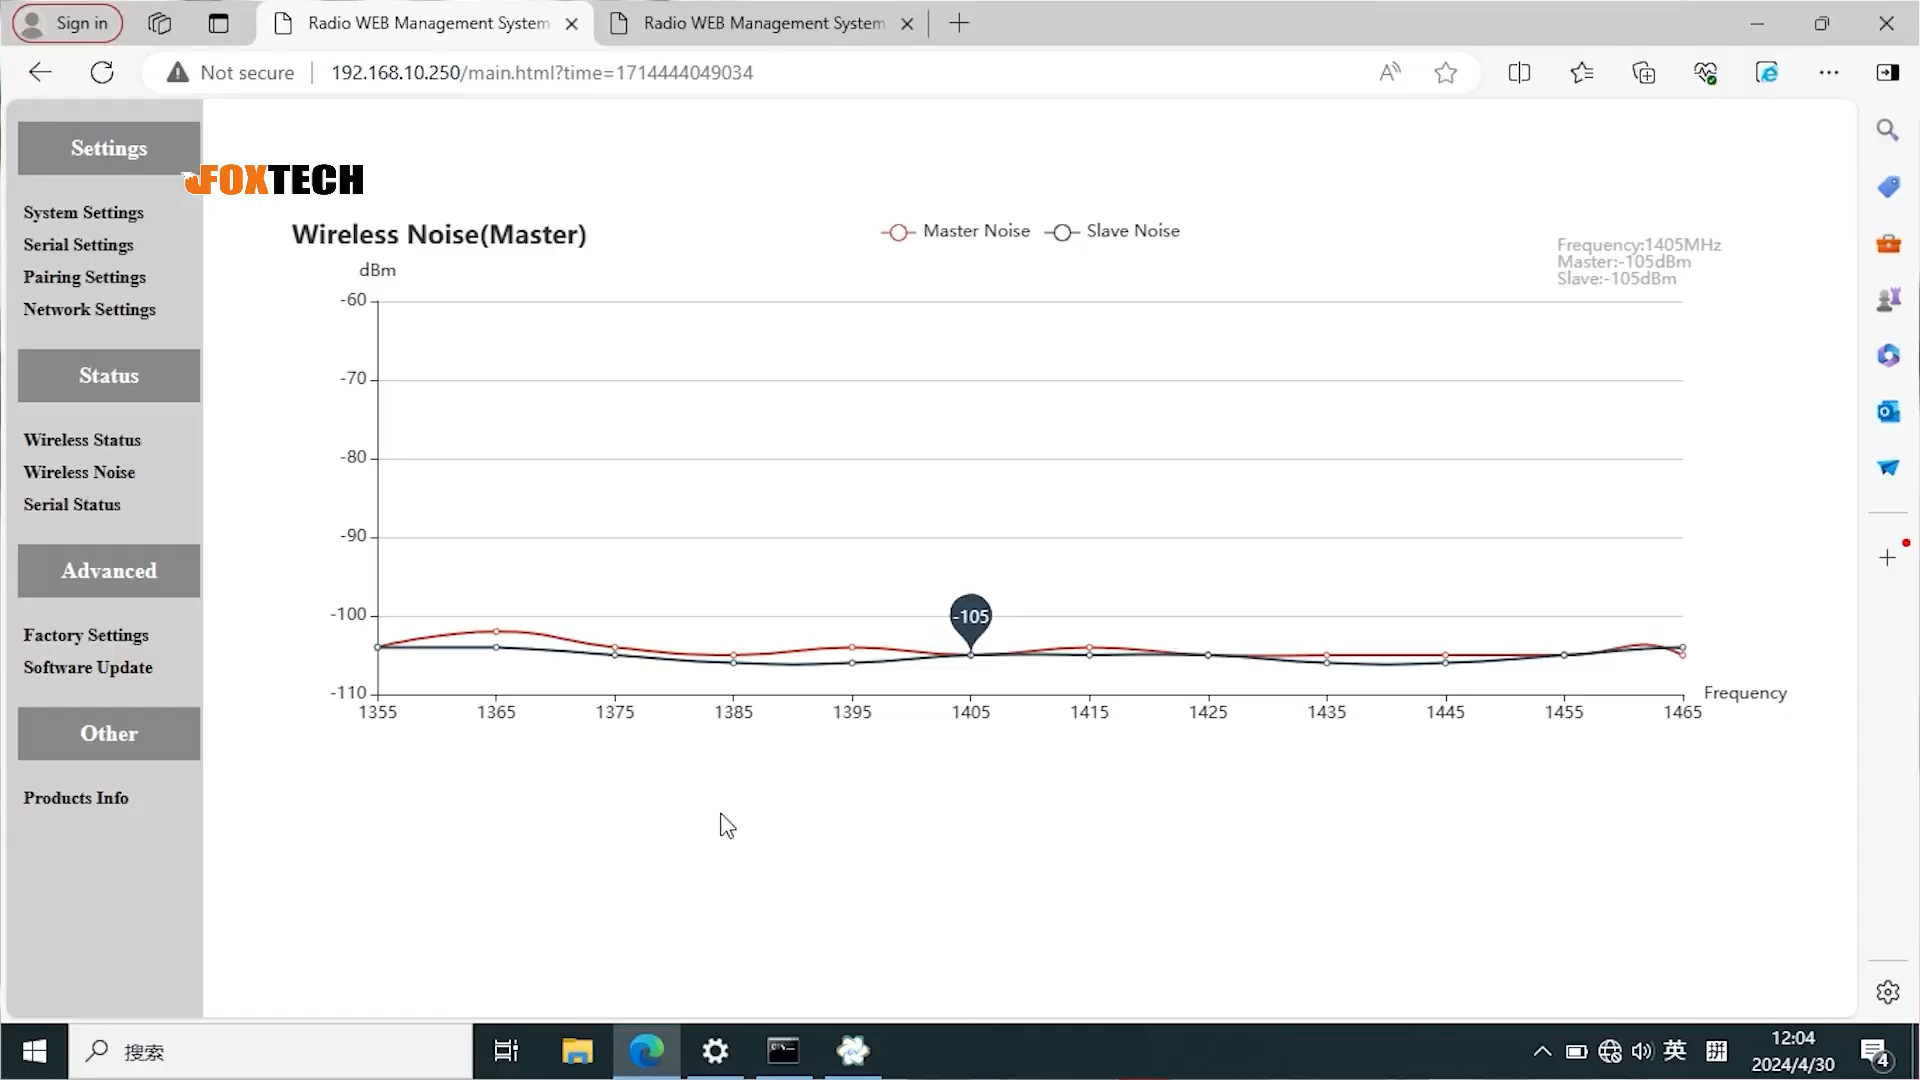 Sign in
Radio WEB Management System
Radio WEB Management System
Not secure
192.168.10.250/main.html?time=1714444049034
Settings
FOXTECH
System Settings
Serial Settings
Pairing Settings
Network Settings
Status
Wireless Status
Wireless Noise
Serial Status
Advanced
Factory Settings
Software Update
Other
Products Info
Wireless Noise(Master)
Master Noise
Slave Noise
Frequency:1405MHz
Master:-105dBm
Slave:-105dBm
dBm
-60
-70
-80
-90
-100
-110
-105
1355 1365 1375 1385 1395 1405 1415 1425 1435 1445 1455 1465
Frequency
搜索
英
拼
12:04
2024/4/30
4